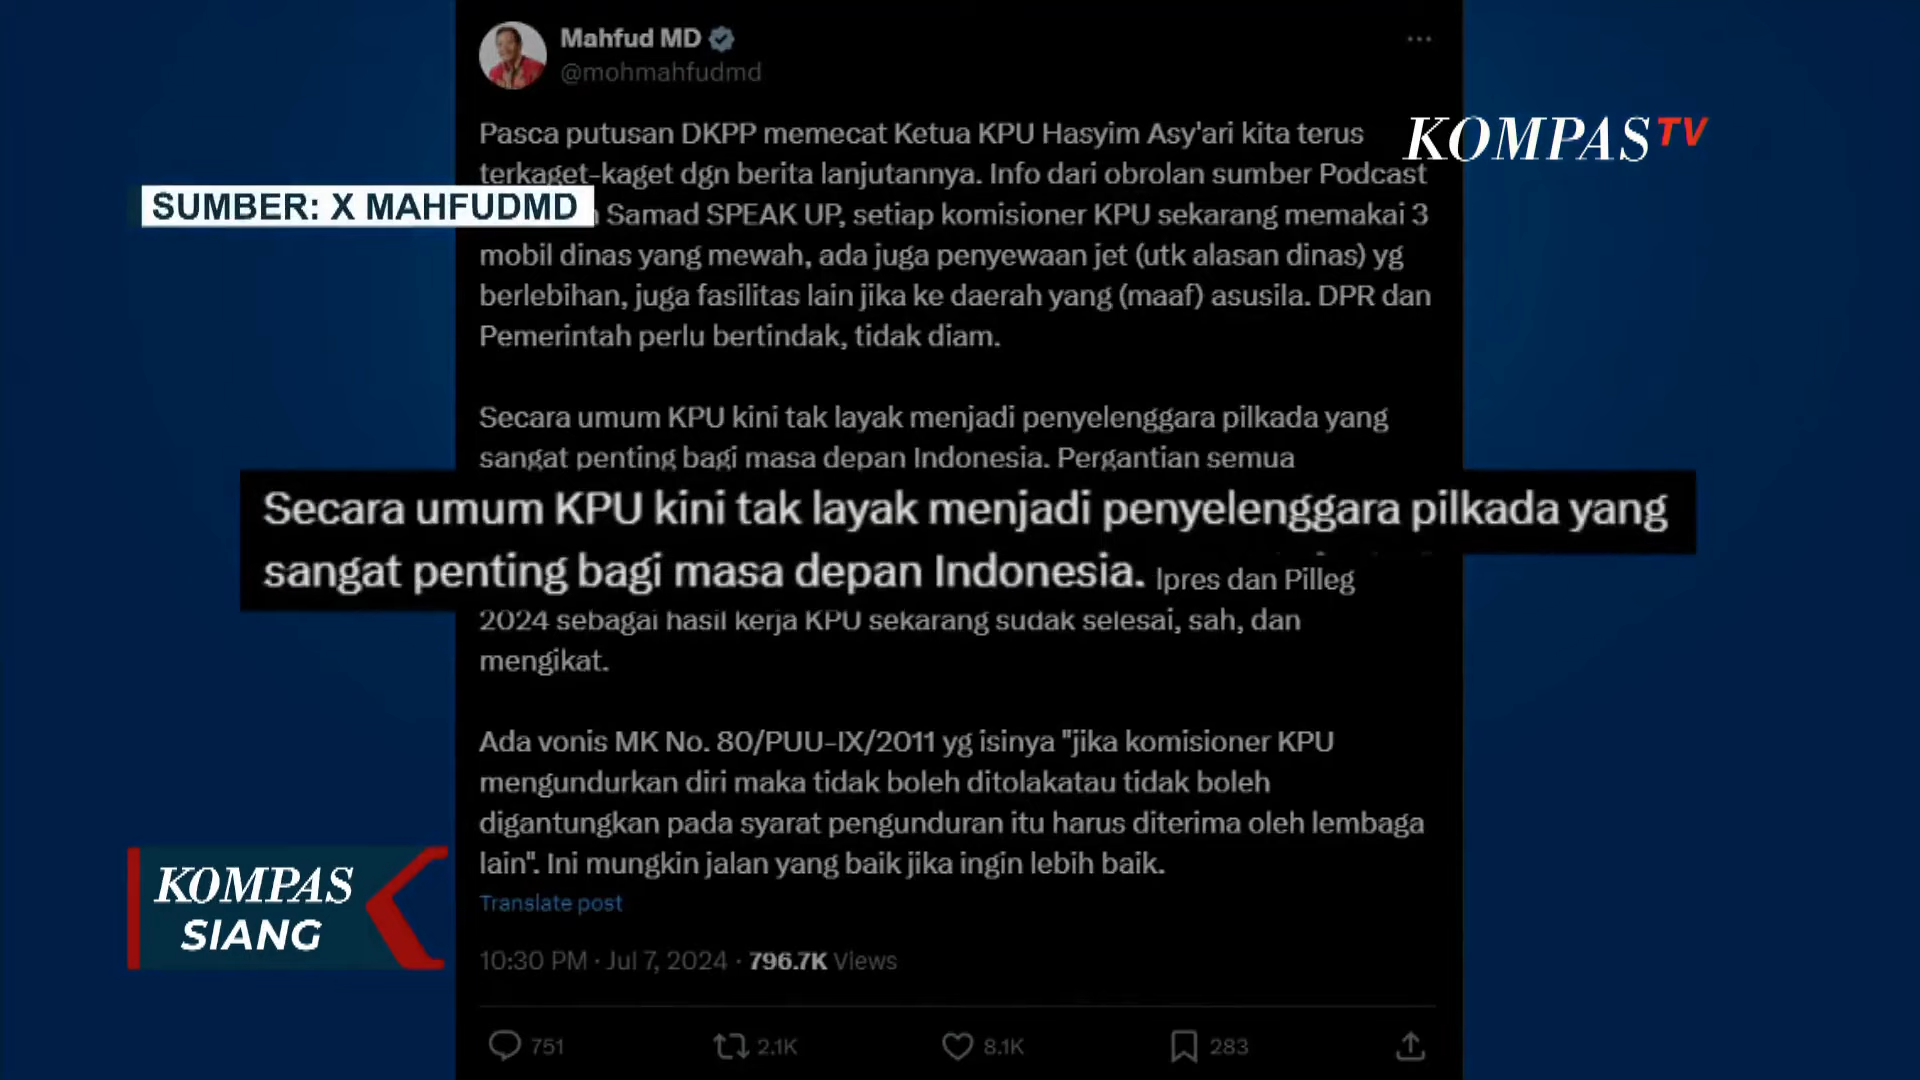 Mahfud MD
@mohmahfudmd
KOMPAS TV
Pasca putusan DKPP memecat Ketua KPU Hasyim Asy'ari kita terus
terkaget-kaget dgn berita lanjutannya. Info dari obrolan sumber Podcast
SUMBER: X MAHFUDMD
Samad SPEAK UP, setiap komisioner KPU sekarang memakai 3
mobil dinas yang mewah, ada juga penyewaan jet (utk alasan dinas) yg
berlebihan, juga fasilitas lain jika ke daerah yang (maaf) asusila. DPR dan
Pemerintah perlu bertindak, tidak diam.
Secara umum KPU kini tak layak menjadi penyelenggara pilkada yang
sangat penting bagi masa depan Indonesia. Pergantian semua
Secara umum KPU kini tak layak menjadi penyelenggara pilkada yang
sangat penting bagi masa depan Indonesia.
lpres dan Pilleg
2024 sebagai hasil kerja KPU sekarang sudak selesai, sah, dan
mengikat.
Ada vonis MK No. 80/PUU-IX/2011 yg isinya "jika komisioner KPU
mengundurkan diri maka tidak boleh ditolakatau tidak boleh
digantungkan pada syarat pengunduran itu harus diterima oleh lembaga
lain". Ini mungkin jalan yang baik jika ingin lebih baik.
Translate post
KOMPAS
SIANG
10:30 PM · Jul 7, 2024 · 796.7K Views
751 2.1K 8.1K 283